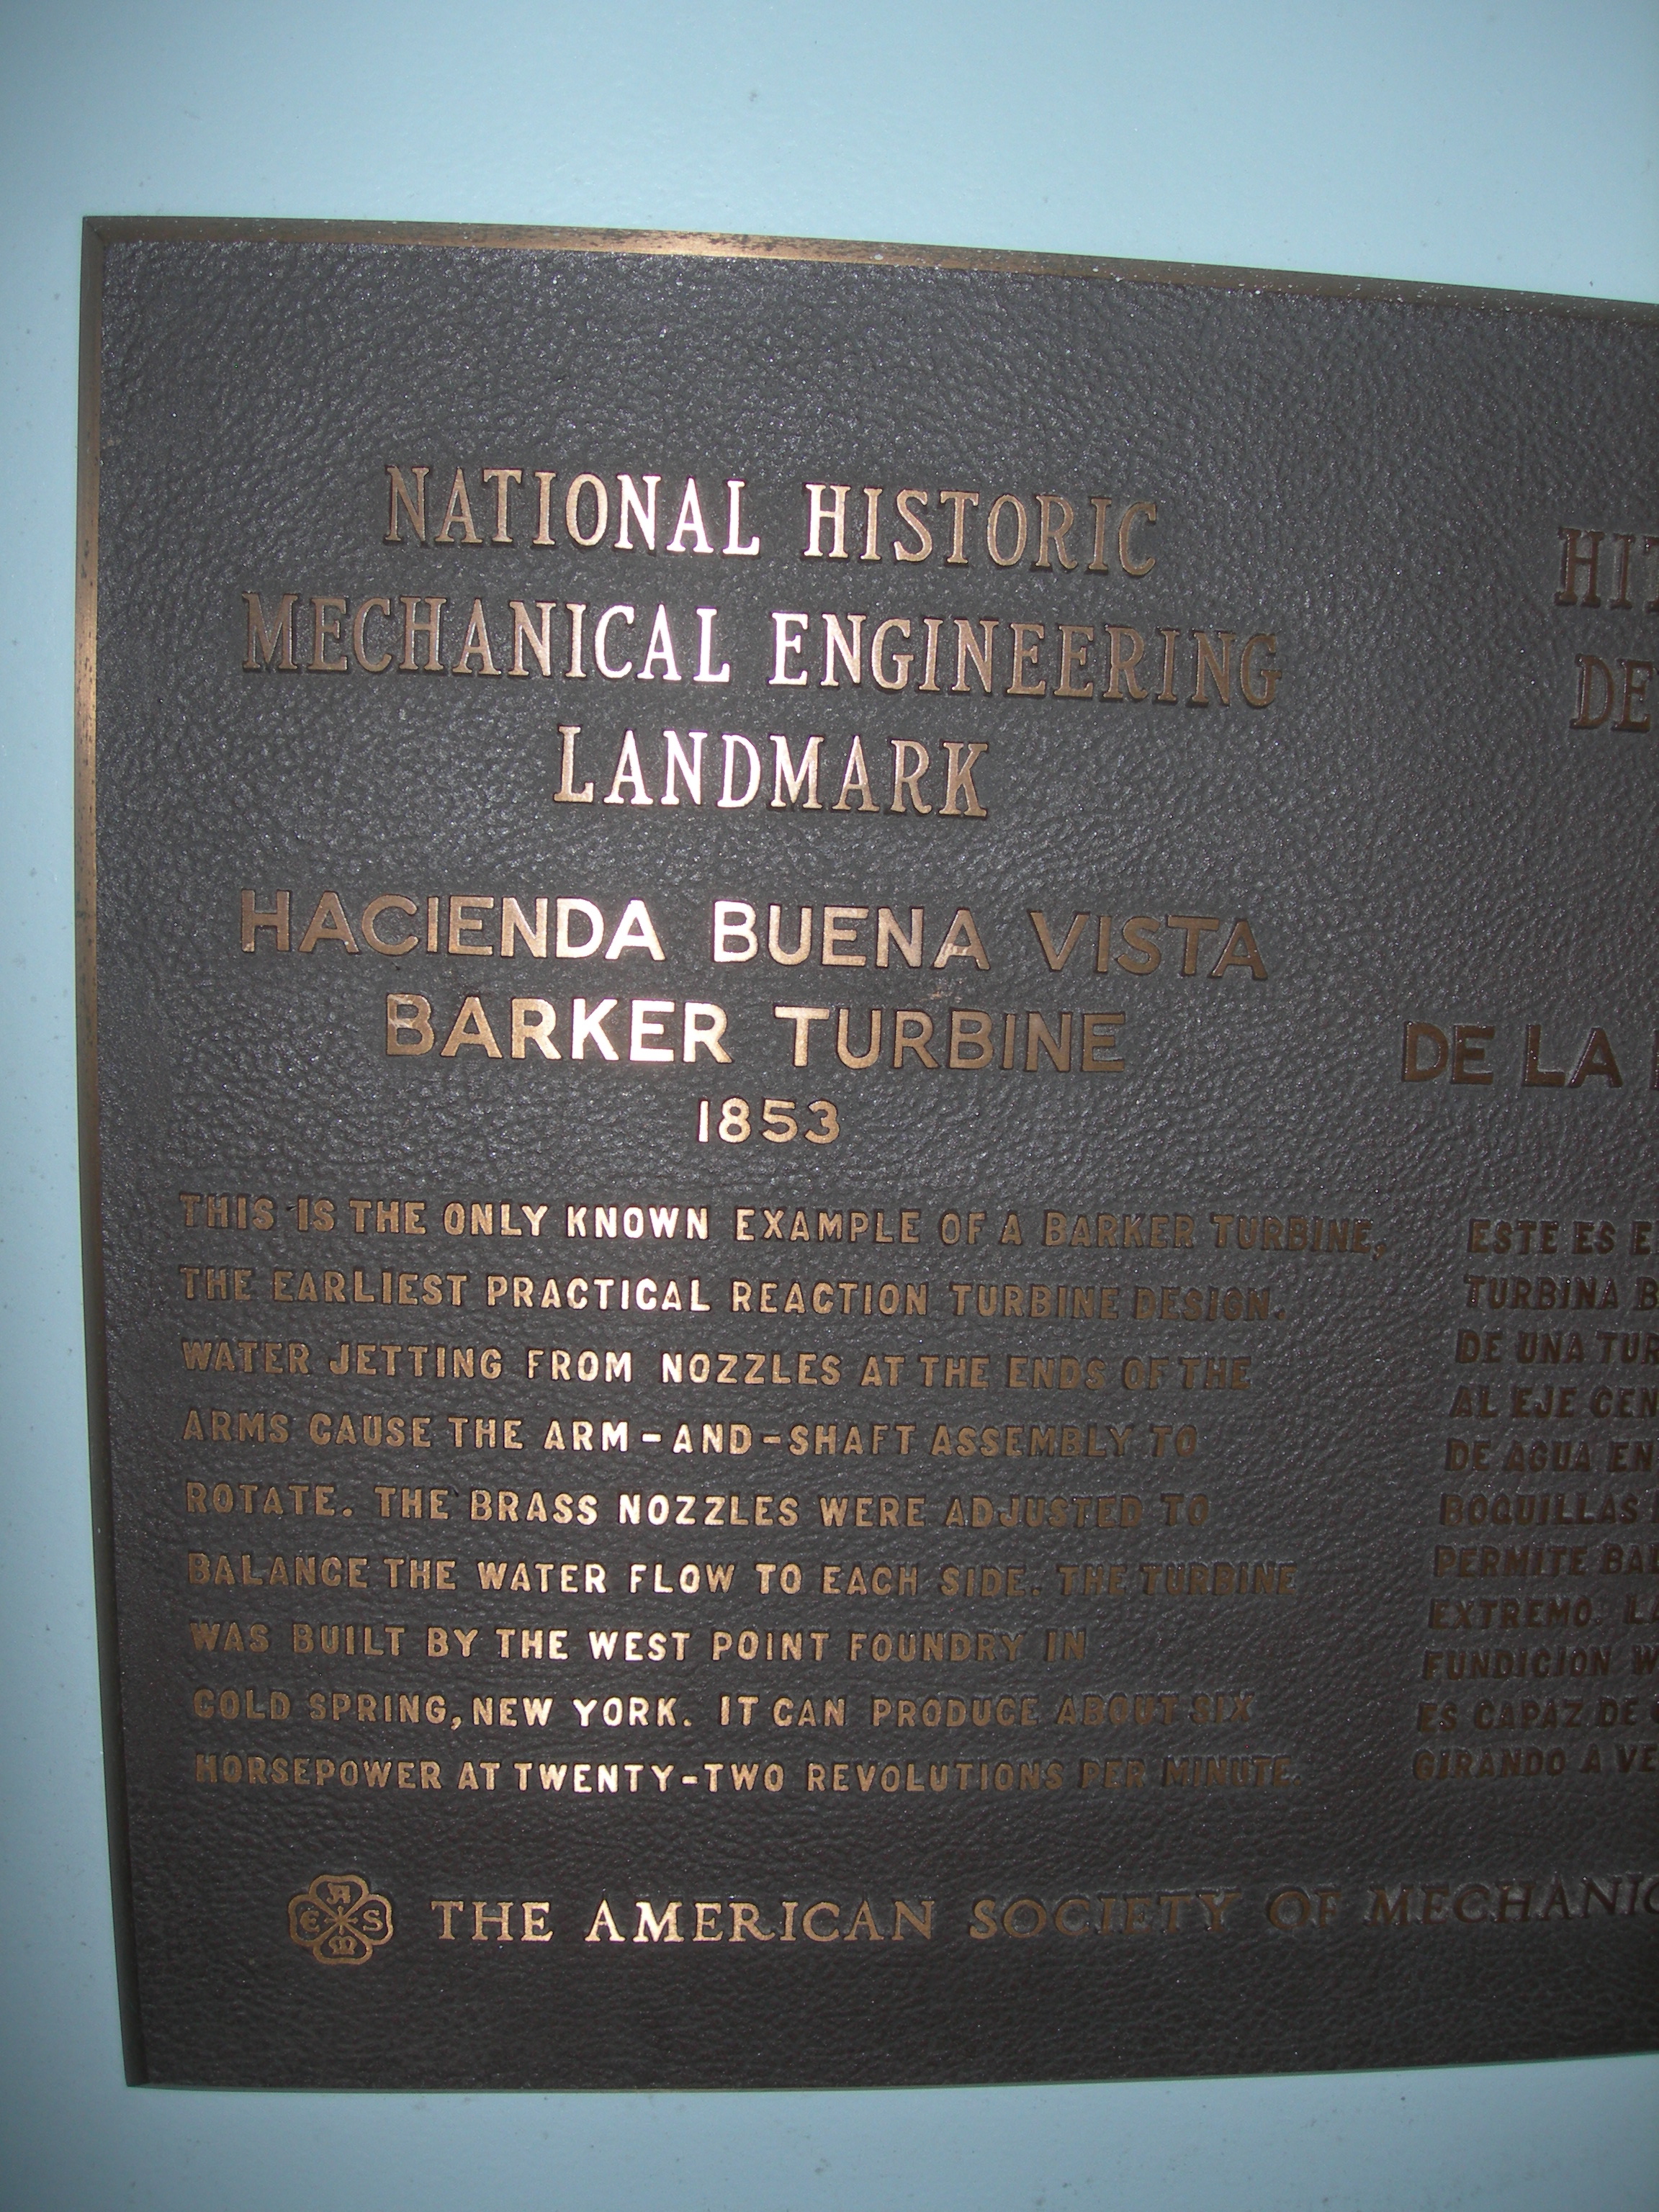 NATIONAL HISTORIC
MECHANICAL ENGINEERING
LANDMARK
HACIENDA BUENA VISTA
BARKER TURBINE
1853
THIS IS THE ONLY KNOWN EXAMPLE OF A BARKER TURBINE,
THE EARLIEST PRACTICAL REACTION TURBINE DESIGN.
WATER JETTING FROM NOZZLES AT THE ENDS OF THE
ARMS CAUSE THE ARM-AND-SHAFT ASSEMBLY TO
ROTATE. THE BRASS NOZZLES WERE ADJUSTED TO
BALANCE THE WATER FLOW TO EACH SIDE. THE TURBINE
WAS BUILT BY THE WEST POINT FOUNDRY IN
COLD SPRING, NEW YORK. IT CAN PRODUCE ABOUT SIX
HORSEPOWER AT TWENTY-TWO REVOLUTIONS PER MINUTE.
DE LA
ESTE ES
TURBINA
DE UNA
AL EJE
DE AGUA EN
BOQUILLAS
PERMITE
EXTREMO.
FUNDICION
ES CAPAZ DE
GIRANDO A
A S M E
THE AMERICAN SOCIETY OF